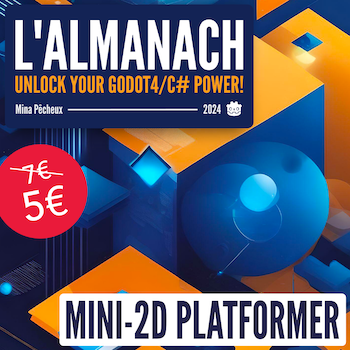 L'ALMANACH
UNLOCK YOUR GODOT4/C# POWER!
Mina Pêcheux 2024
7€
5€
MINI-2D PLATFORMER